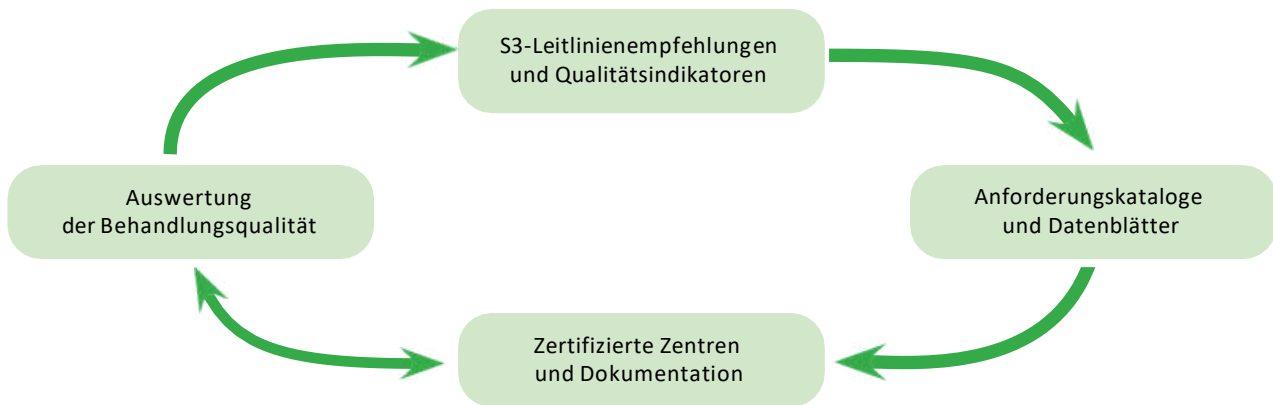 S3-Leitlinienempfehlungen
und Qualitätsindikatoren
Auswertung
der Behandlungsqualität
Anforderungskataloge
und Datenblätter
Zertifizierte Zentren
und Dokumentation